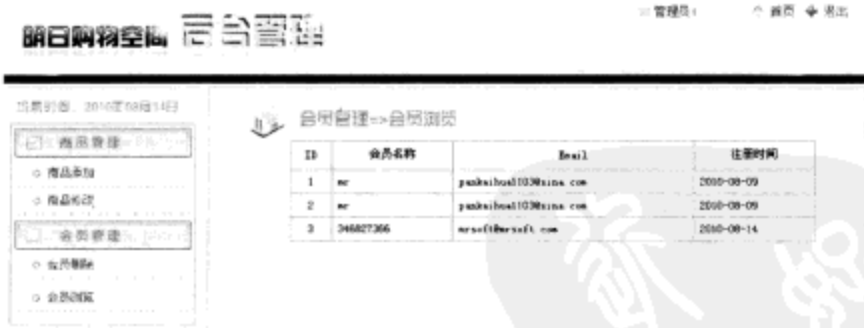 明日购物空间 后台管理
管理员: 首页 退出
当前时间: 2010年08月14日
会员管理=>会员浏览
商品管理
商品添加
商品修改
会员管理
会员删除
会员浏览
ID 会员名称 Email 注册时间
1 mr pankaihua1103@sina com 2010-08-09
2 mr pankaihua1103@sina com 2010-08-09
3 346827366 mrsoft@mrsoft com 2010-08-14